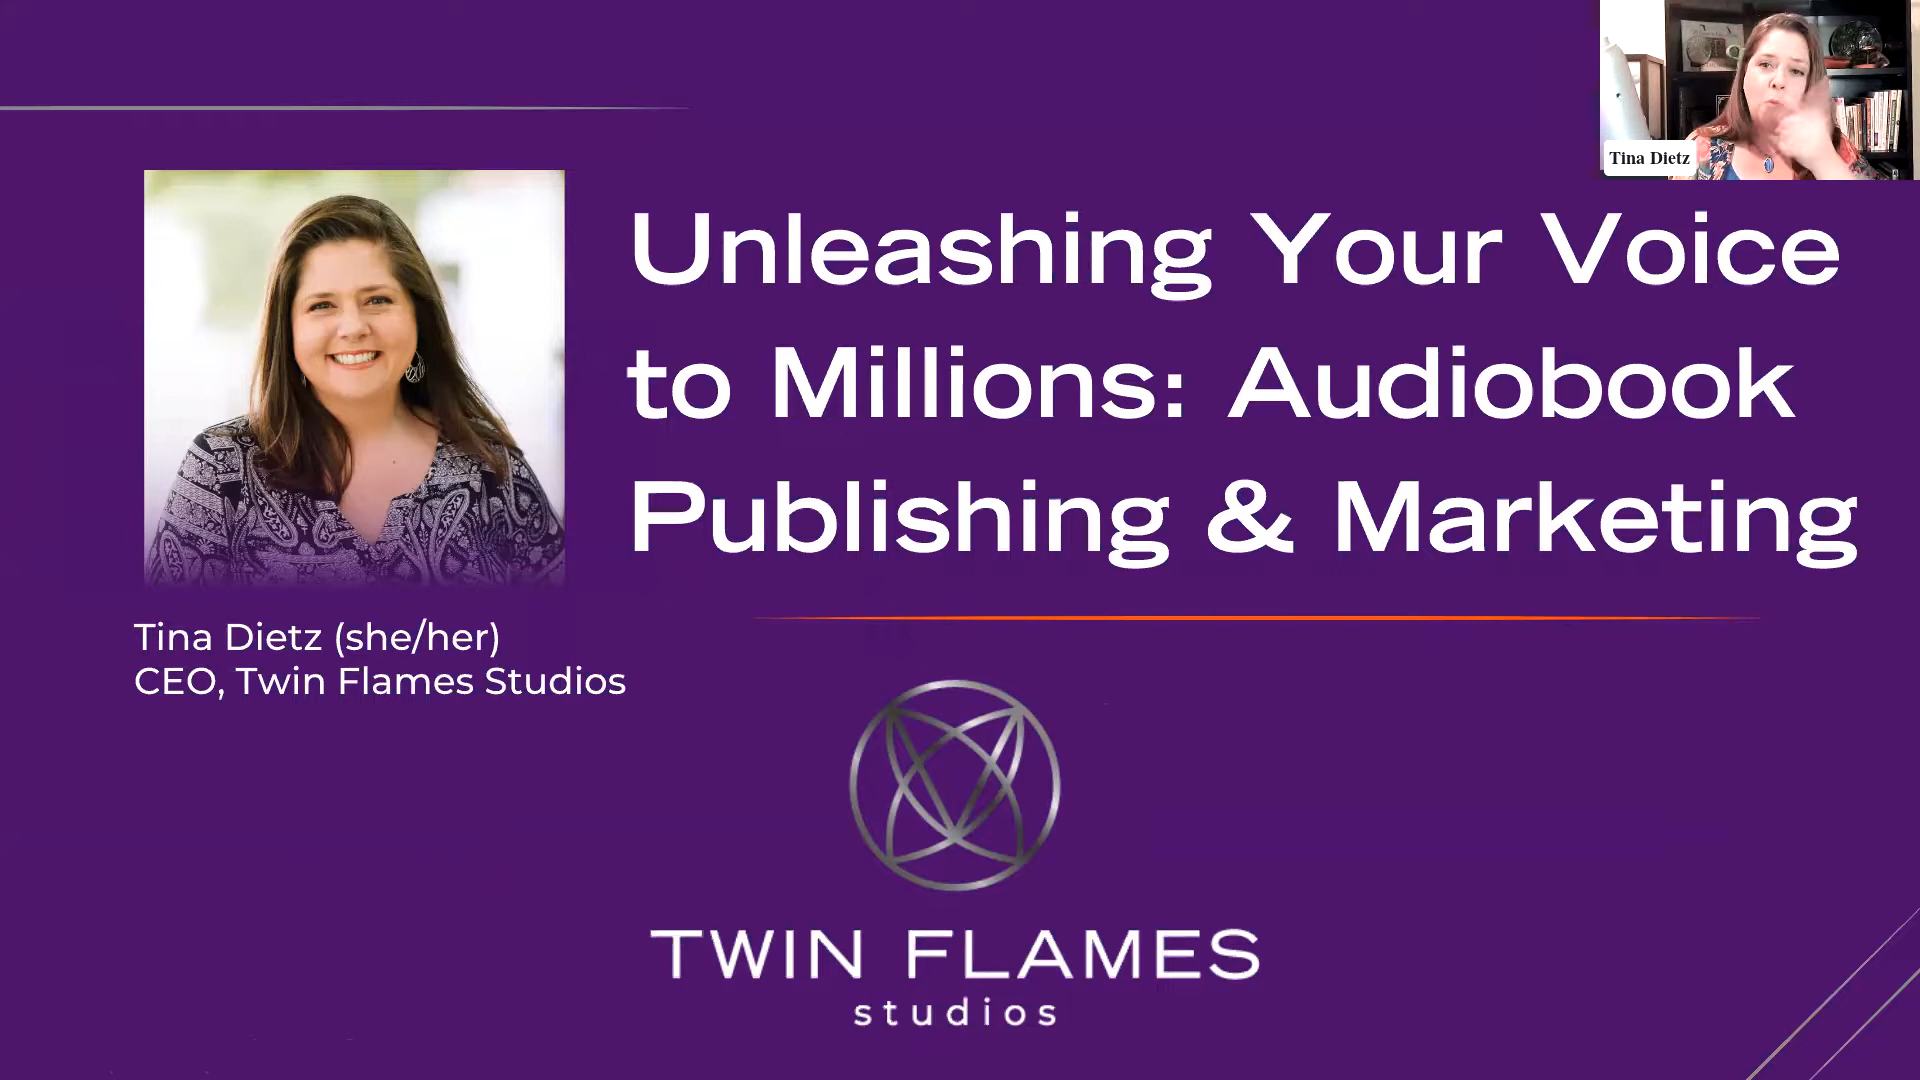 Tina Dietz
Unleashing Your Voice
to Millions: Audiobook
Publishing & Marketing
Tina Dietz (she/her)
CEO, Twin Flames Studios
TWIN FLAMES
studios